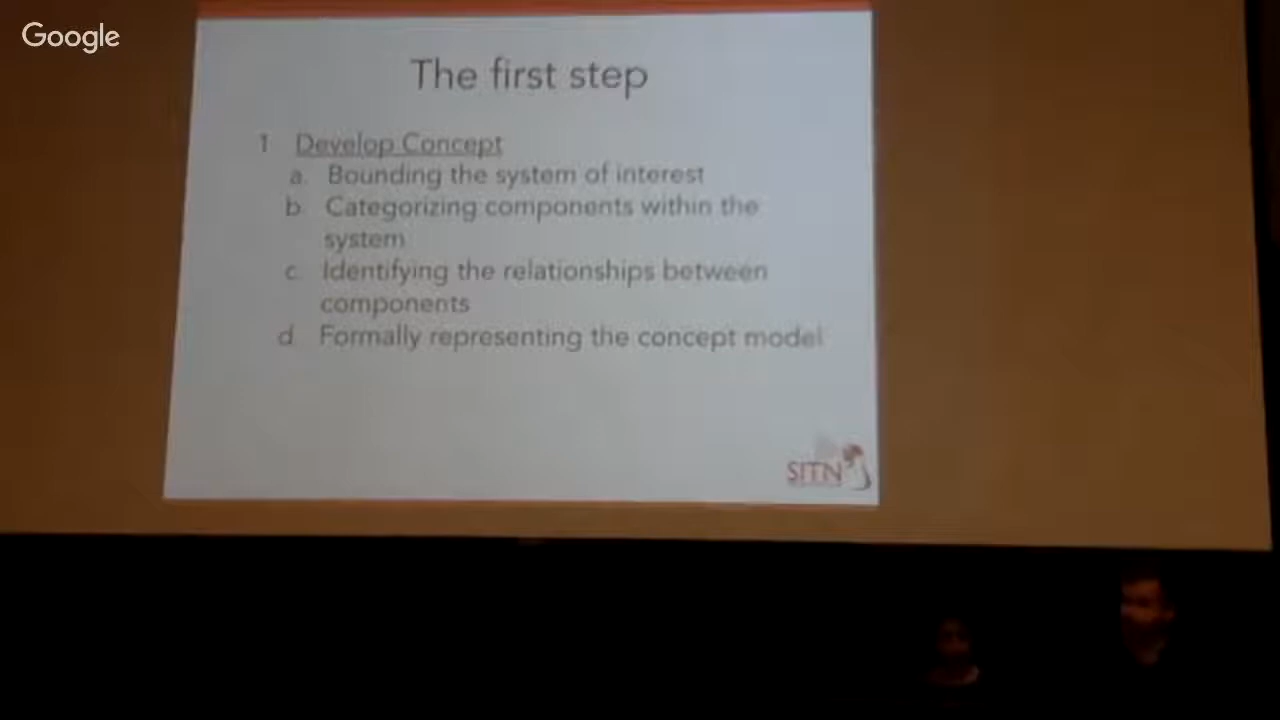 Google
The first step
1 Develop Concept
a. Bounding the system of interest
b. Categorizing components within the
system
c. Identifying the relationships between
components
d. Formally representing the concept model
SITN